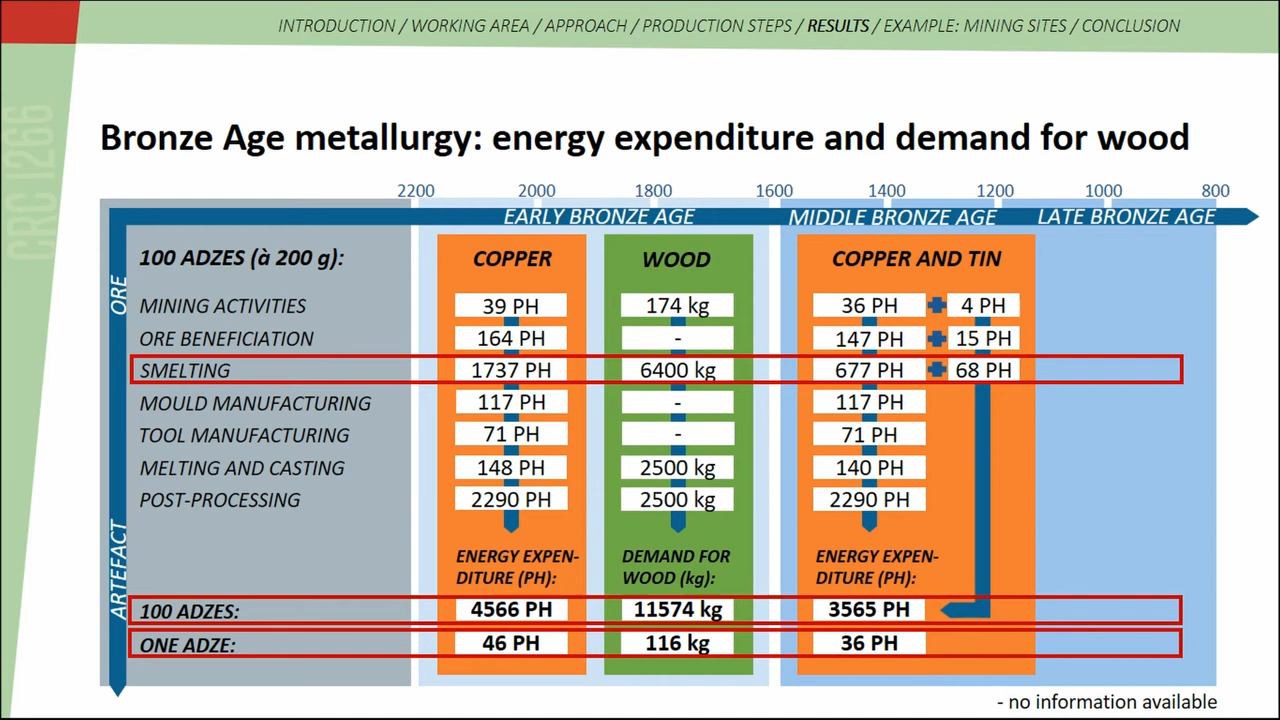 INTRODUCTION / WORKING AREA / APPROACH / PRODUCTION STEPS / RESULTS / EXAMPLE: MINING SITES / CONCLUSION
CRC 1266
Bronze Age metallurgy: energy expenditure and demand for wood
2200 2000 1800 1600 1400 1200 1000 800
EARLY BRONZE AGE MIDDLE BRONZE AGE LATE BRONZE AGE
100 ADZES (à 200 g): COPPER WOOD COPPER AND TIN
ORE
MINING ACTIVITIES 39 PH 174 kg 36 PH 4 PH
ORE BENEFICIATION 164 PH - 147 PH 15 PH
SMELTING 1737 PH 6400 kg 677 PH 68 PH
MOULD MANUFACTURING 117 PH - 117 PH
TOOL MANUFACTURING 71 PH - 71 PH
MELTING AND CASTING 148 PH 2500 kg 140 PH
POST-PROCESSING 2290 PH 2500 kg 2290 PH
ARTEFACT
ENERGY EXPEN- DEMAND FOR ENERGY EXPEN-
DITURE (PH): WOOD (kg): DITURE (PH):
100 ADZES: 4566 PH 11574 kg 3565 PH
ONE ADZE: 46 PH 116 kg 36 PH
- no information available